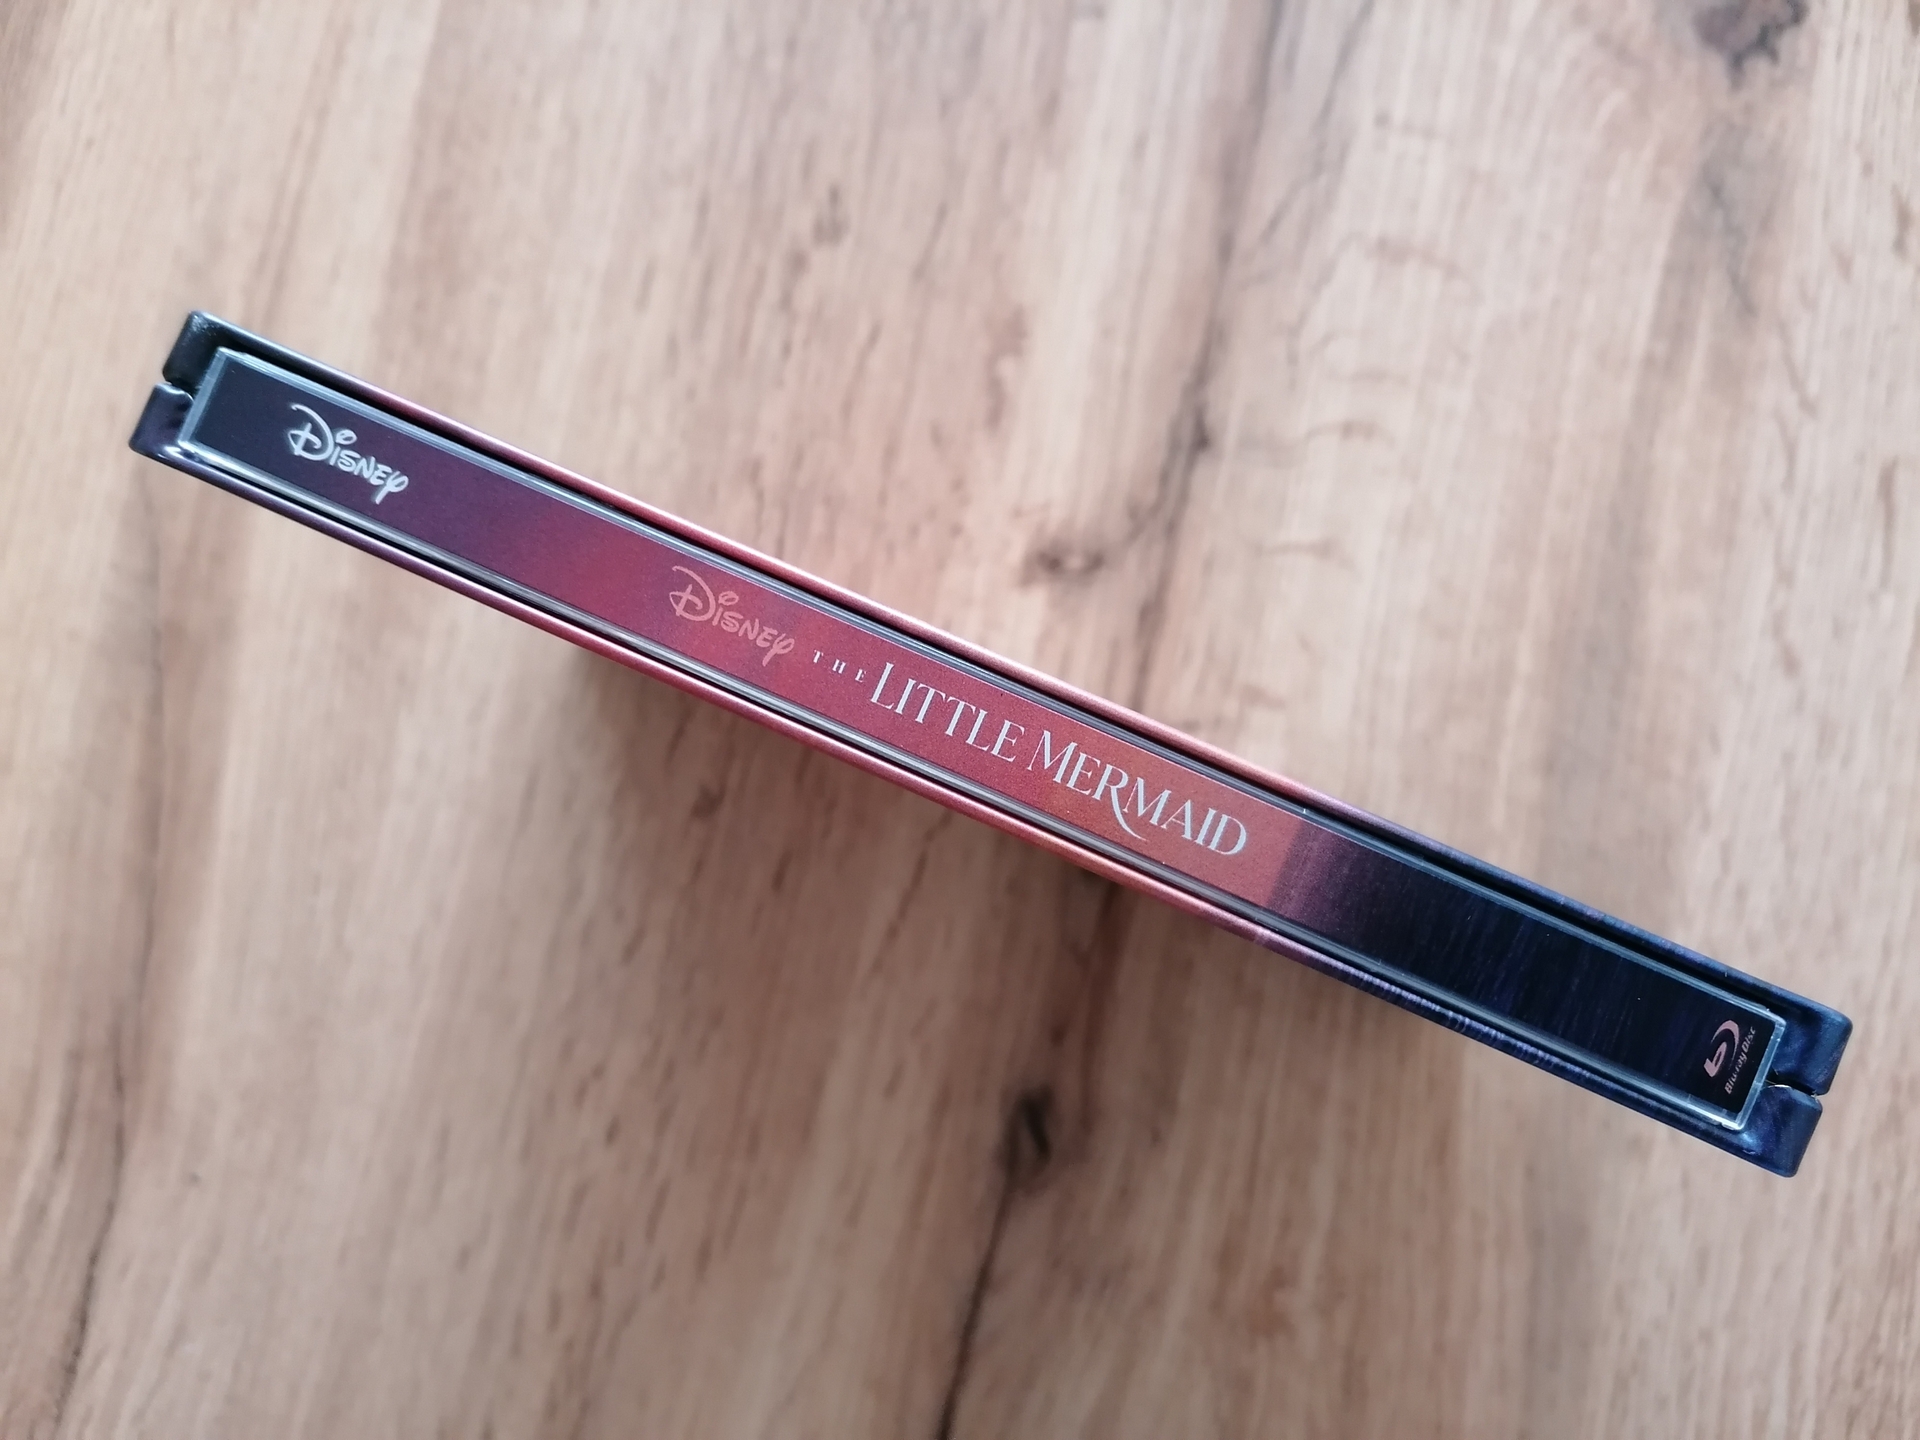 Disney
Disney THE LITTLE MERMAID
Blu-ray Disc